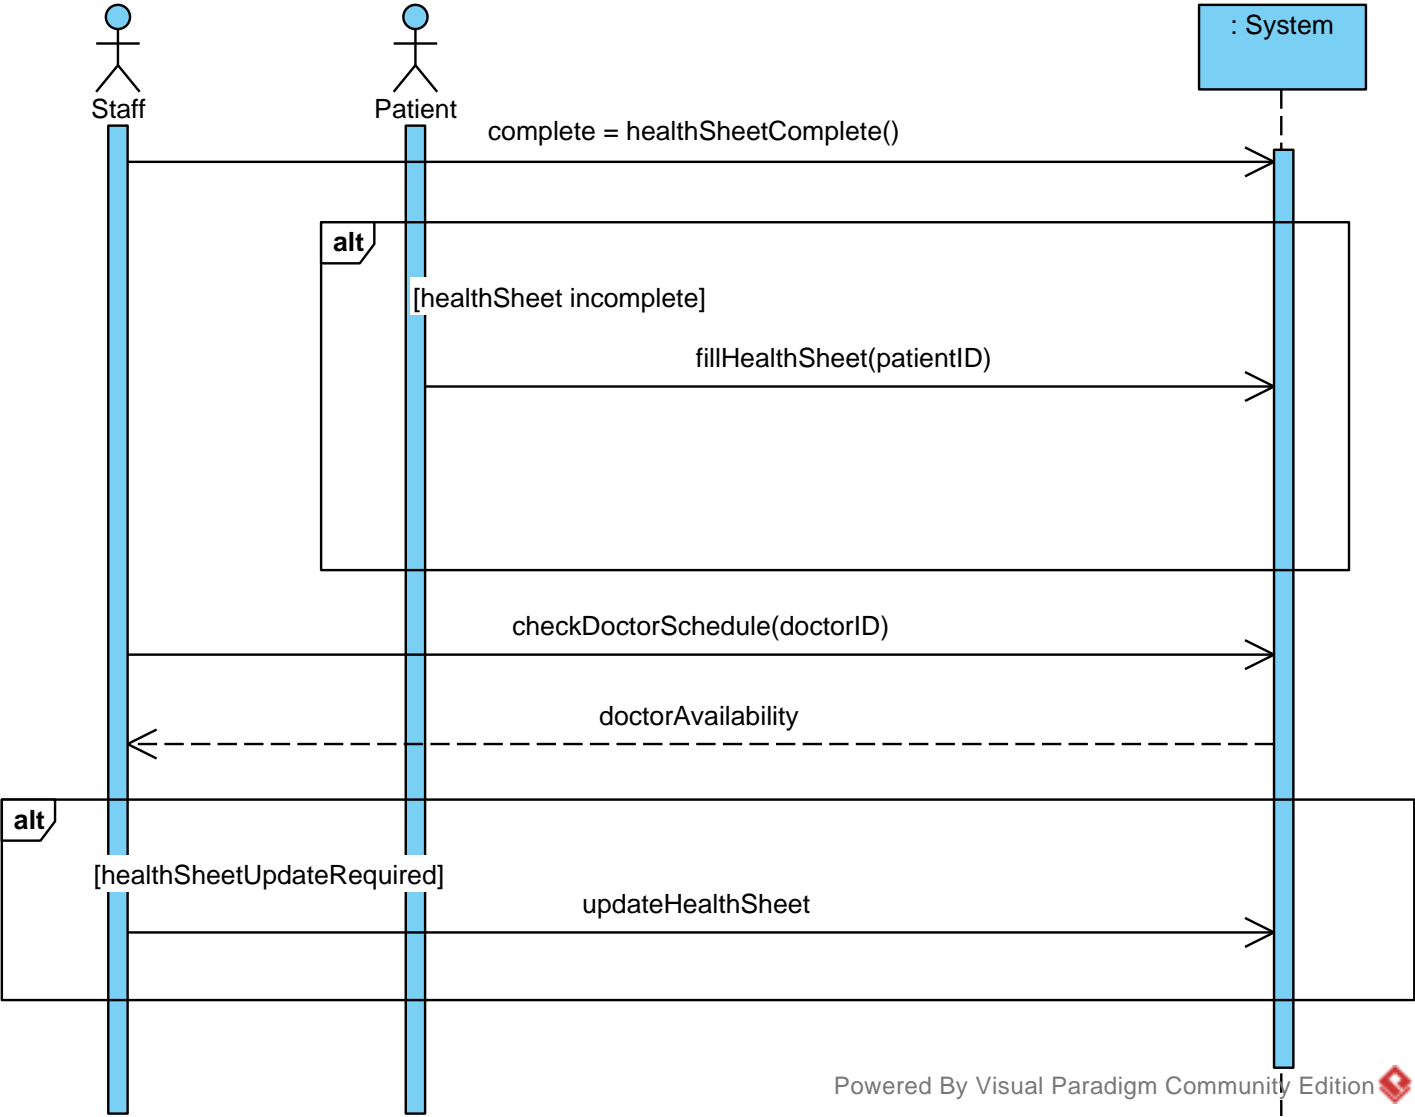 : System
Staff
Patient
complete = healthSheetComplete()
alt
[healthSheet incomplete]
fillHealthSheet(patientID)
checkDoctorSchedule(doctorID)
doctorAvailability
alt
[healthSheetUpdateRequired]
updateHealthSheet
Powered By Visual Paradigm Community Edition